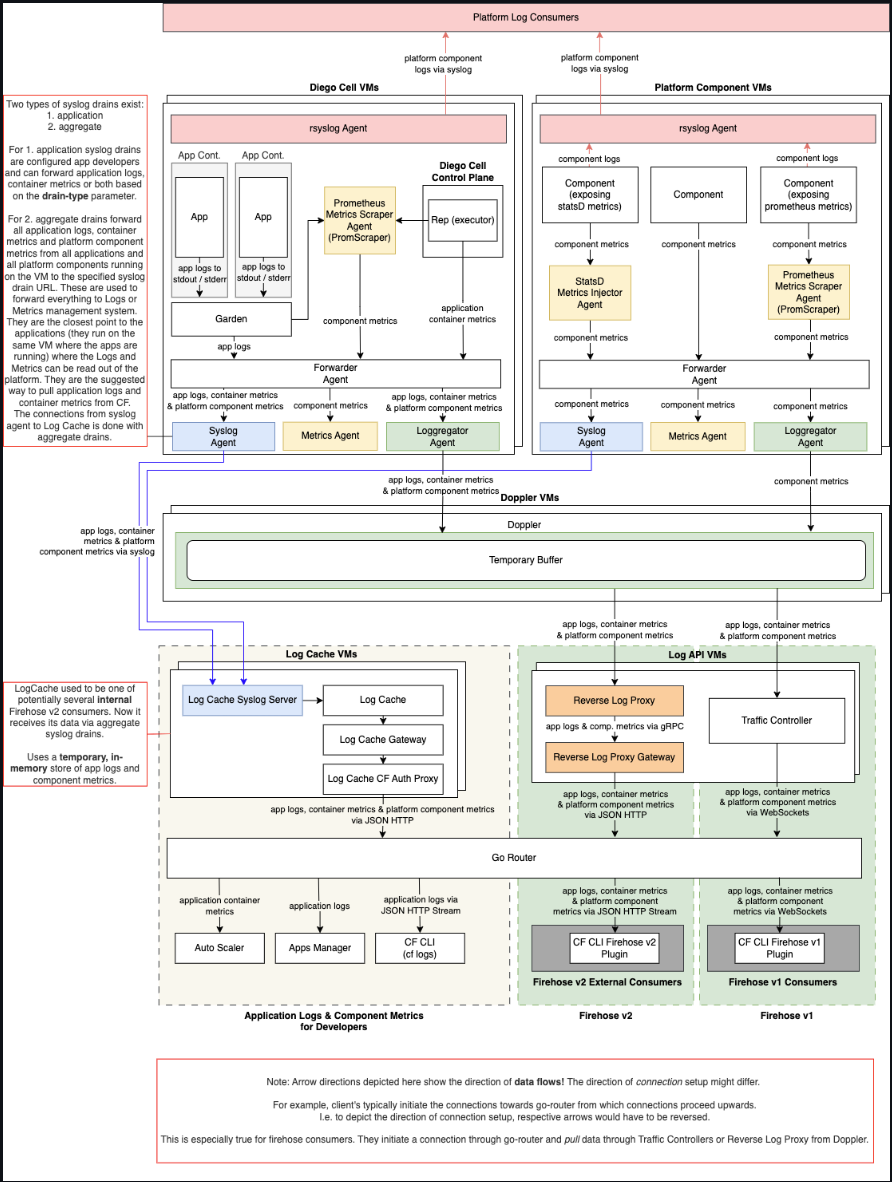 Platform Log Consumers
platform component
logs via syslog
platform component
logs via syslog
Diego Cell VMs
Platform Component VMs
Two types of syslog drains exist:
1. application
2. aggregate
For 1. application syslog drains
are configured app developers
and can forward application logs,
container metrics or both based
on the drain-type parameter.
For 2. aggregate drains forward
all application logs, container
metrics and platform component
metrics from all applications and
all platform components running
on the VM to the specified syslog
drain URL. These are used to
forward everything to Logs or
Metrics management system.
They are the closest point to the
applications (they run on the
same VM where the apps are
running) where the Logs and
Metrics can be read out of the
platform. They are the suggested
way to pull application logs and
container metrics from CF.
The connections from syslog
agent to Log Cache is done with
aggregate drains.
rsyslog Agent
App Cont.
App Cont.
App
App
app logs to
stdout / stderr
app logs to
stdout / stderr
Prometheus
Metrics Scraper
Agent
(PromScraper)
Diego Cell
Control Plane
Rep (executor)
Garden
app logs
component metrics
application
container metrics
Forwarder
Agent
app logs, container metrics
& platform component metrics
component metrics
app logs, container metrics
& platform component metrics
Syslog
Agent
Metrics Agent
Loggregator
Agent
rsyslog Agent
component logs
component logs
Component
(exposing
statsD metrics)
Component
Component
(exposing
prometheus metrics)
component metrics
component metrics
component metrics
StatsD
Metrics Injector
Agent
Prometheus
Metrics Scraper
Agent
(PromScraper)
component metrics
component metrics
Forwarder
Agent
component metrics
component metrics
component metrics
Syslog
Agent
Metrics Agent
Loggregator
Agent
app logs, container metrics
& platform component metrics
component metrics
app logs, container
metrics & platform
component metrics via syslog
Doppler VMs
Doppler
Temporary Buffer
app logs, container metrics
& platform component metrics
app logs, container metrics
& platform component metrics
Log Cache VMs
Log API VMs
LogCache used to be one of
potentially several internal
Firehose v2 consumers. Now it
receives its data via aggregate
syslog drains.
Uses a temporary, in-
memory store of app logs and
component metrics.
Log Cache Syslog Server
Log Cache
Log Cache Gateway
Log Cache CF Auth Proxy
Reverse Log Proxy
app logs & comp. metrics via gRPC
Reverse Log Proxy Gateway
Traffic Controller
app logs, container metrics & platform component metrics
via JSON HTTP
app logs, container metrics
& platform component metrics
via JSON HTTP
app logs, container metrics
& platform component metrics
via WebSockets
Go Router
application container
metrics
application logs
application logs via
JSON HTTP Stream
app logs, container metrics
& platform component
metrics via JSON HTTP Stream
app logs, container metrics
& platform component
metrics via WebSockets
Auto Scaler
Apps Manager
CF CLI
(cf logs)
CF CLI Firehose v2
Plugin
CF CLI Firehose v1
Plugin
Firehose v2 External Consumers
Firehose v1 Consumers
Application Logs & Component Metrics
for Developers
Firehose v2
Firehose v1
Note: Arrow directions depicted here show the direction of data flows! The direction of connection setup might differ.
For example, client's typically initiate the connections towards go-router from which connections proceed upwards.
I.e. to depict the direction of connection setup, respective arrows would have to be reversed.
This is especially true for firehose consumers. They initiate a connection through go-router and pull data through Traffic Controllers or Reverse Log Proxy from Doppler.